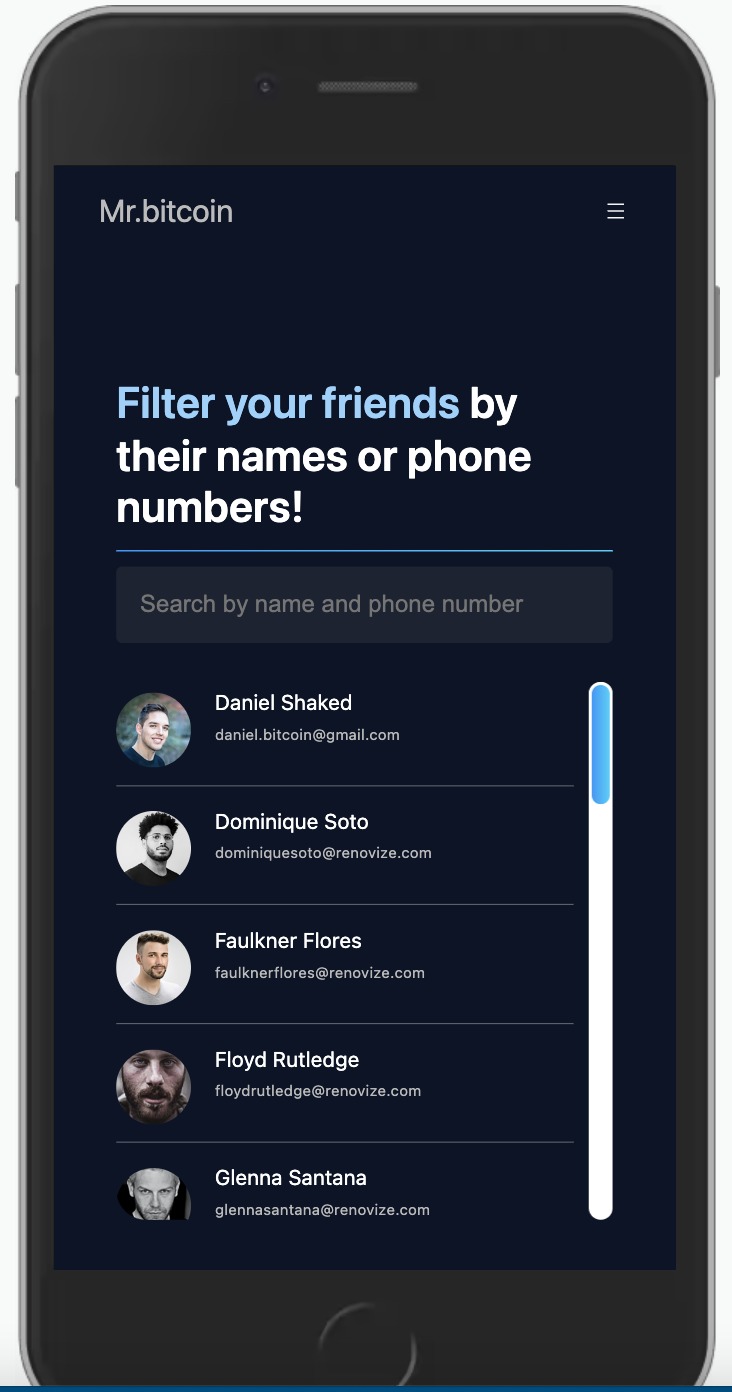 Mr.bitcoin
Filter your friends by
their names or phone
numbers!
Search by name and phone number
Daniel Shaked
daniel.bitcoin@gmail.com
Dominique Soto
dominiquesoto@renovize.com
Faulkner Flores
faulknerflores@renovize.com
Floyd Rutledge
floydrutledge@renovize.com
Glenna Santana
glennasantana@renovize.com